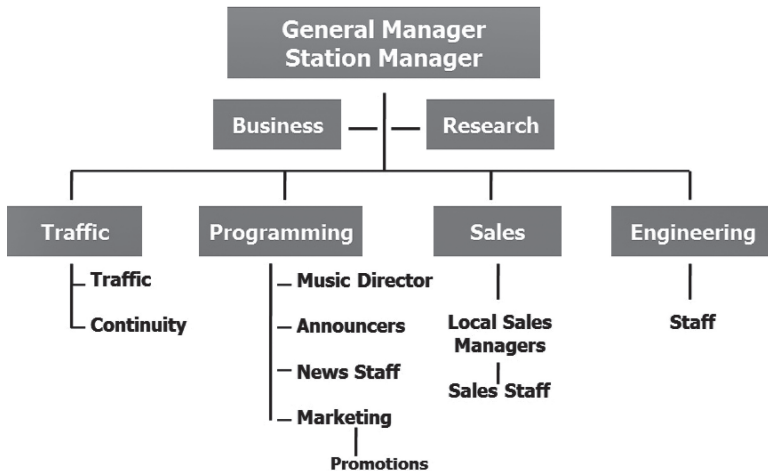 General Manager
Station Manager
Business
Research
Traffic
Programming
Sales
Engineering
Traffic
Continuity
Music Director
Announcers
News Staff
Marketing
Promotions
Local Sales
Managers
Sales Staff
Staff